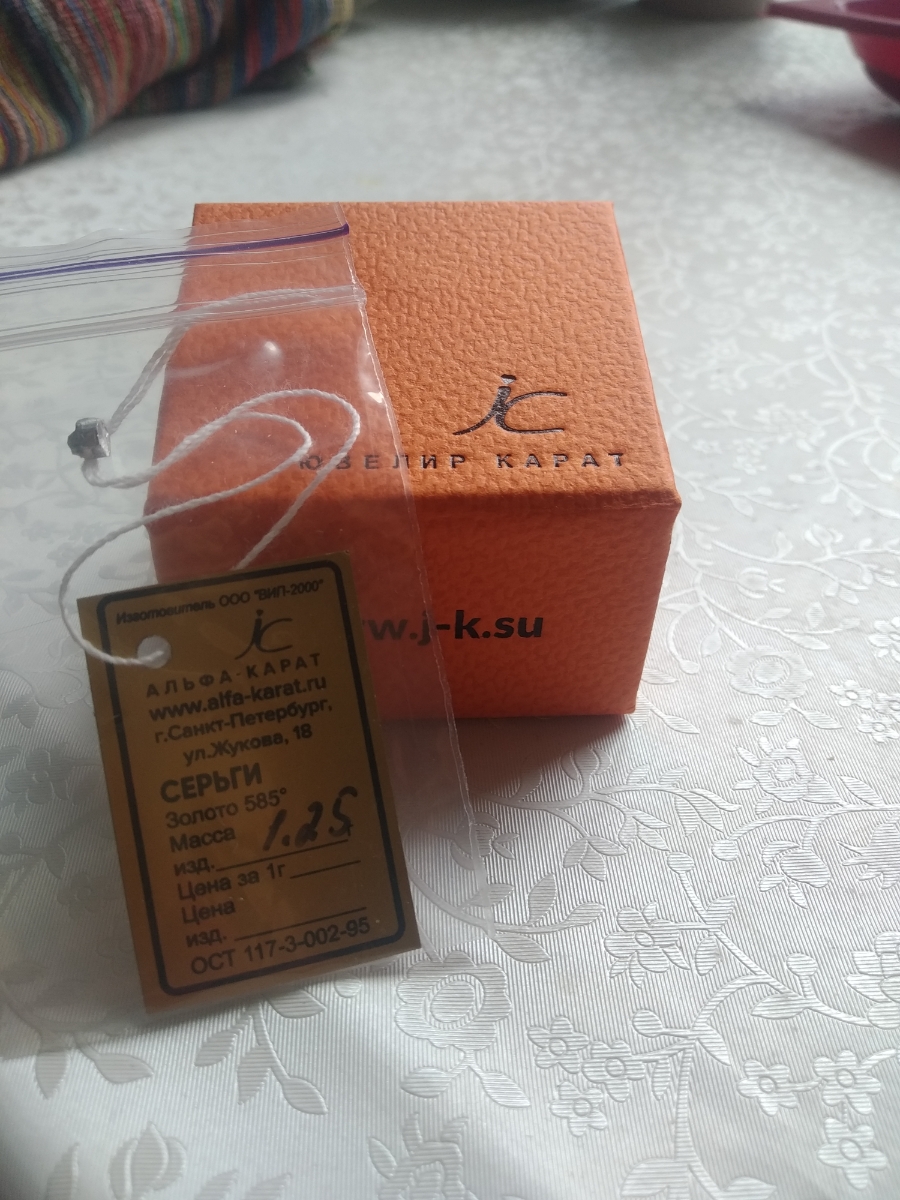 jc
ЮВЕЛИР КАРАТ
w.j-k.su
Изготовитель ООО "ВИП-2000"
jc
АЛЬФА-КАРАТ
www.alfa-karat.ru
г.Санкт-Петербург,
ул.Жукова, 18
СЕРЬГИ
Золото 585°
Масса
изд. 1.25
Цена за 1г
Цена
изд.
ОСТ 117-3-002-95